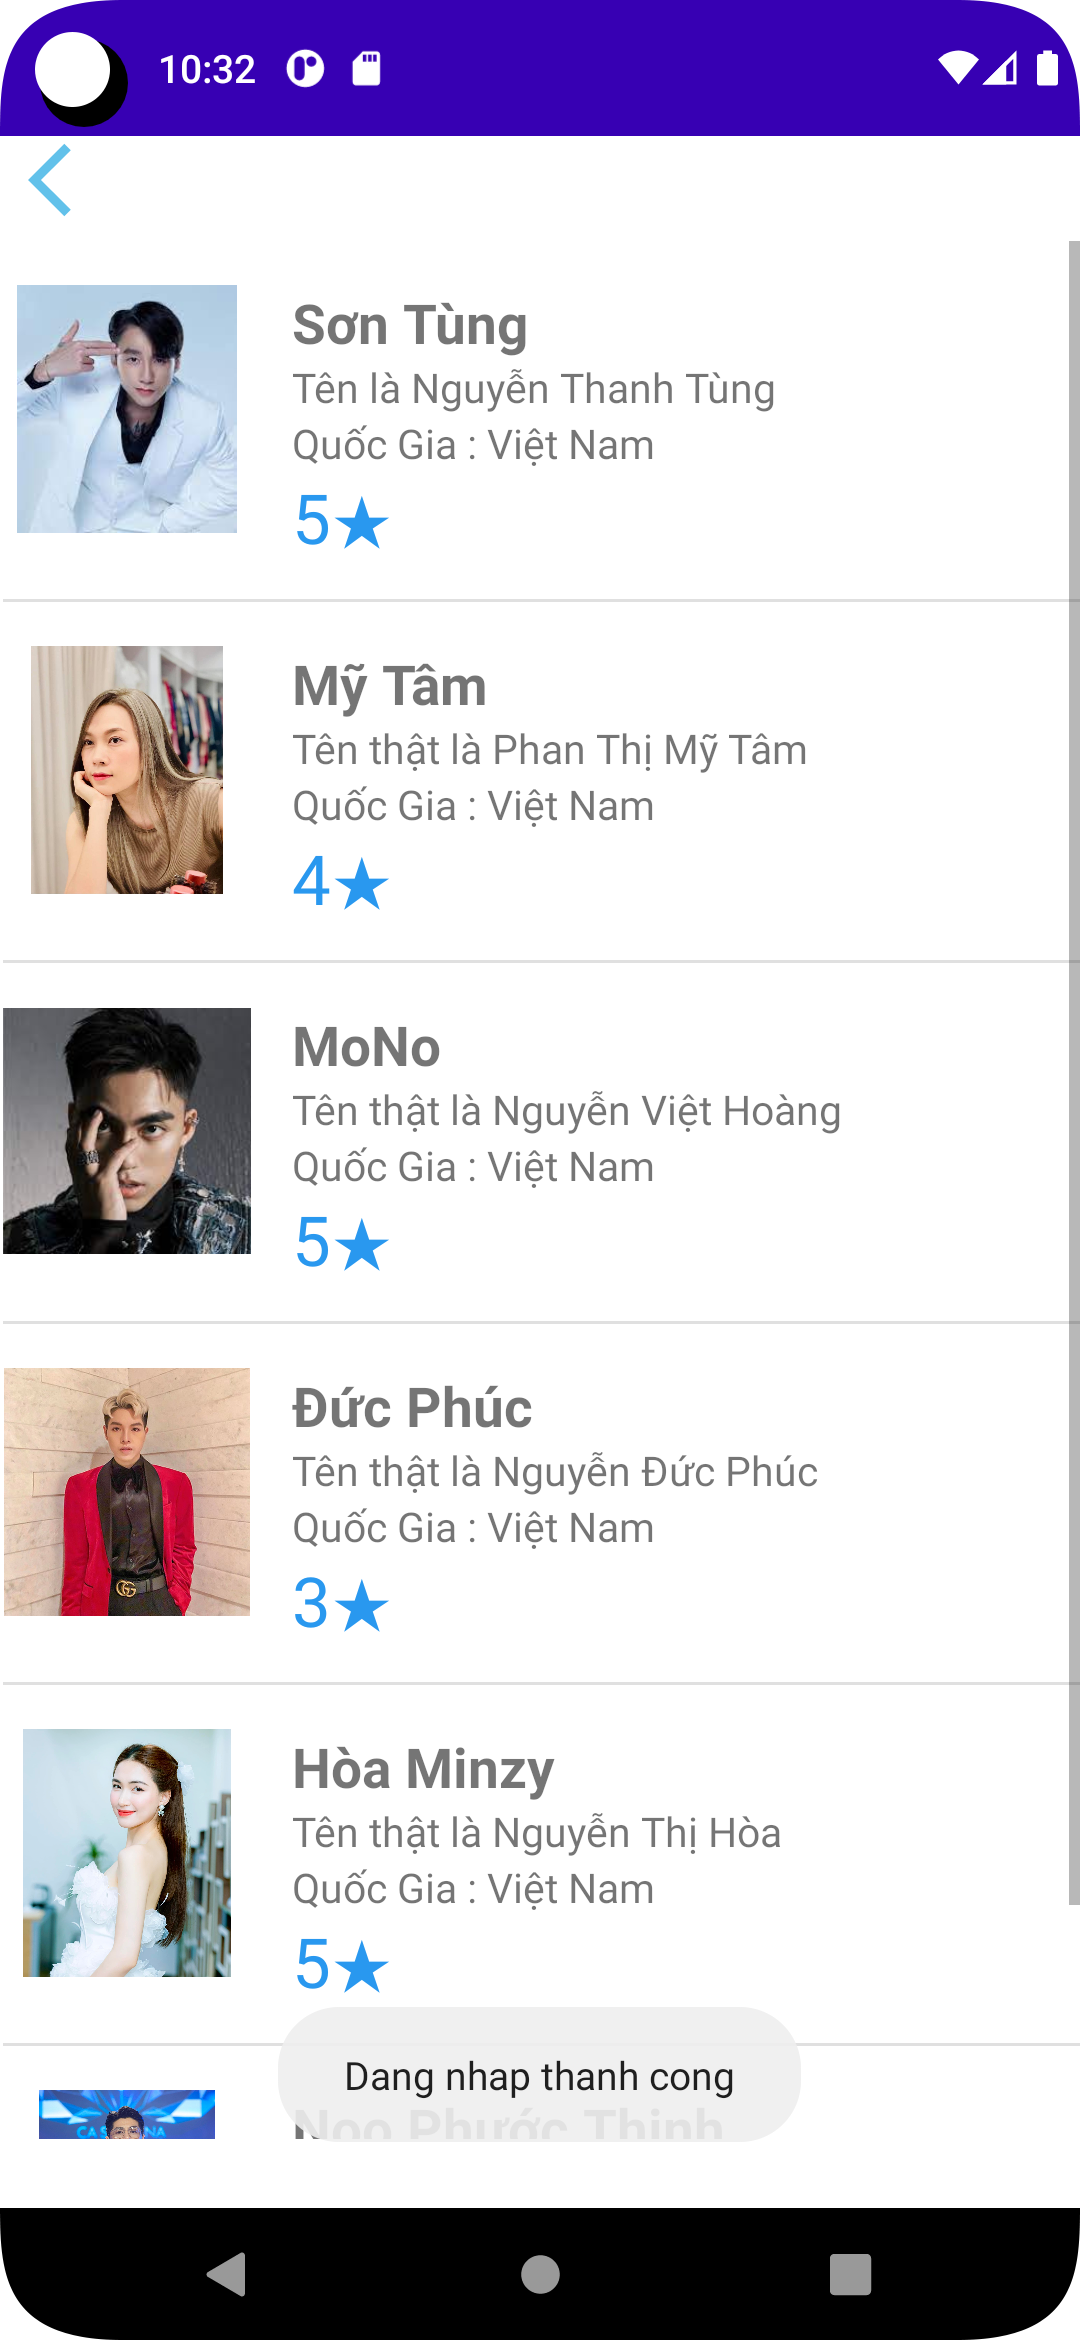 10:32
Sơn Tùng
Tên là Nguyễn Thanh Tùng
Quốc Gia : Việt Nam
5★
Mỹ Tâm
Tên thật là Phan Thị Mỹ Tâm
Quốc Gia : Việt Nam
4★
MoNo
Tên thật là Nguyễn Việt Hoàng
Quốc Gia : Việt Nam
5★
Đức Phúc
Tên thật là Nguyễn Đức Phúc
Quốc Gia : Việt Nam
3★
Hòa Minzy
Tên thật là Nguyễn Thị Hòa
Quốc Gia : Việt Nam
5★
Dang nhap thanh cong
Noo Phước Thịnh